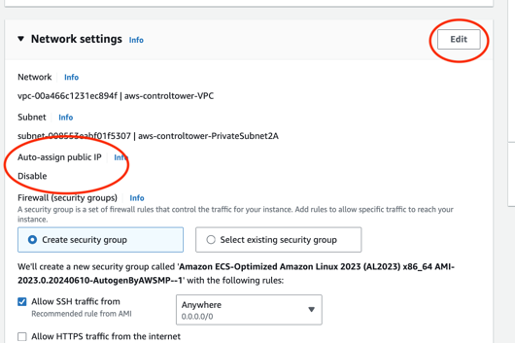 ▼ Network settings Info
Edit
Network Info
vpc-00a466c1231ec894f | aws-controltower-VPC
Subnet Info
subnet-008553eabf01f5307 | aws-controltower-PrivateSubnet2A
Auto-assign public IP Info
Disable
Firewall (security groups) Info
A security group is a set of firewall rules that control the traffic for your instance. Add rules to allow specific traffic to reach your
instance.
Create security group
Select existing security group
We'll create a new security group called 'Amazon ECS-Optimized Amazon Linux 2023 (AL2023) x86_64 AMI-
2023.0.20240610-AutogenByAWSMP--1' with the following rules:
Allow SSH traffic from
Recommended rule from AMI
Anywhere
0.0.0.0/0
Allow HTTPS traffic from the internet